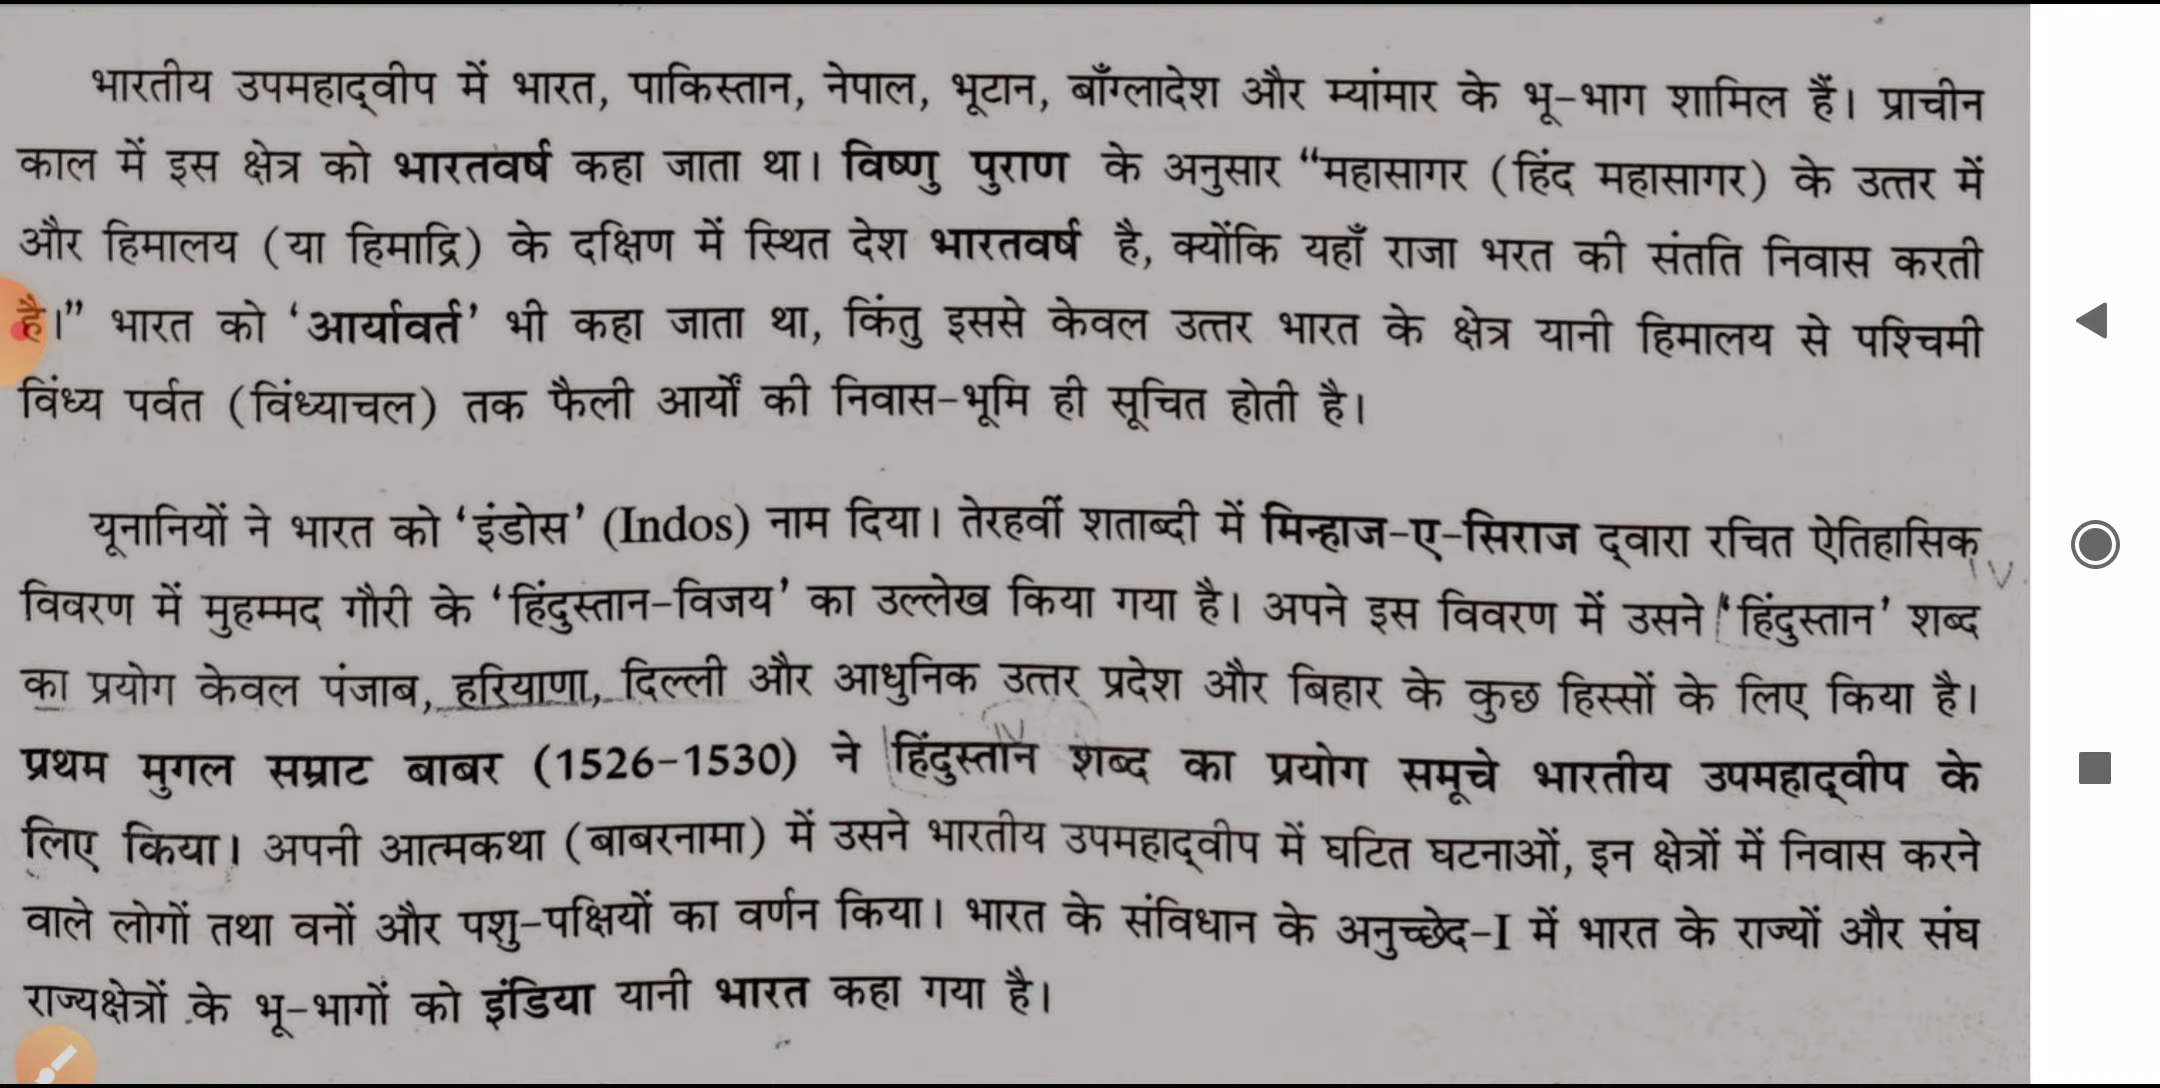 भारतीय उपमहाद्वीप में भारत, पाकिस्तान, नेपाल, भूटान, बाँग्लादेश और म्यांमार के भू-भाग शामिल हैं। प्राचीन
काल में इस क्षेत्र को भारतवर्ष कहा जाता था। विष्णु पुराण के अनुसार “महासागर (हिंद महासागर) के उत्तर में
और हिमालय (या हिमाद्रि) के दक्षिण में स्थित देश भारतवर्ष है, क्योंकि यहाँ राजा भरत की संतति निवास करती
है।” भारत को ‘आर्यावर्त’ भी कहा जाता था, किंतु इससे केवल उत्तर भारत के क्षेत्र यानी हिमालय से पश्चिमी
विंध्य पर्वत (विंध्याचल) तक फैली आर्यों की निवास-भूमि ही सूचित होती है।
यूनानियों ने भारत को ‘इंडोस’ (Indos) नाम दिया। तेरहवीं शताब्दी में मिन्हाज-ए-सिराज द्वारा रचित ऐतिहासिक
विवरण में मुहम्मद गौरी के ‘हिंदुस्तान-विजय’ का उल्लेख किया गया है। अपने इस विवरण में उसने ‘हिंदुस्तान’ शब्द
का प्रयोग केवल पंजाब, हरियाणा, दिल्ली और आधुनिक उत्तर प्रदेश और बिहार के कुछ हिस्सों के लिए किया है।
प्रथम मुगल सम्राट बाबर (1526-1530) ने हिंदुस्तान शब्द का प्रयोग समूचे भारतीय उपमहाद्वीप के
लिए किया। अपनी आत्मकथा (बाबरनामा) में उसने भारतीय उपमहाद्वीप में घटित घटनाओं, इन क्षेत्रों में निवास करने
वाले लोगों तथा वनों और पशु-पक्षियों का वर्णन किया। भारत के संविधान के अनुच्छेद-I में भारत के राज्यों और संघ
राज्यक्षेत्रों के भू-भागों को इंडिया यानी भारत कहा गया है।